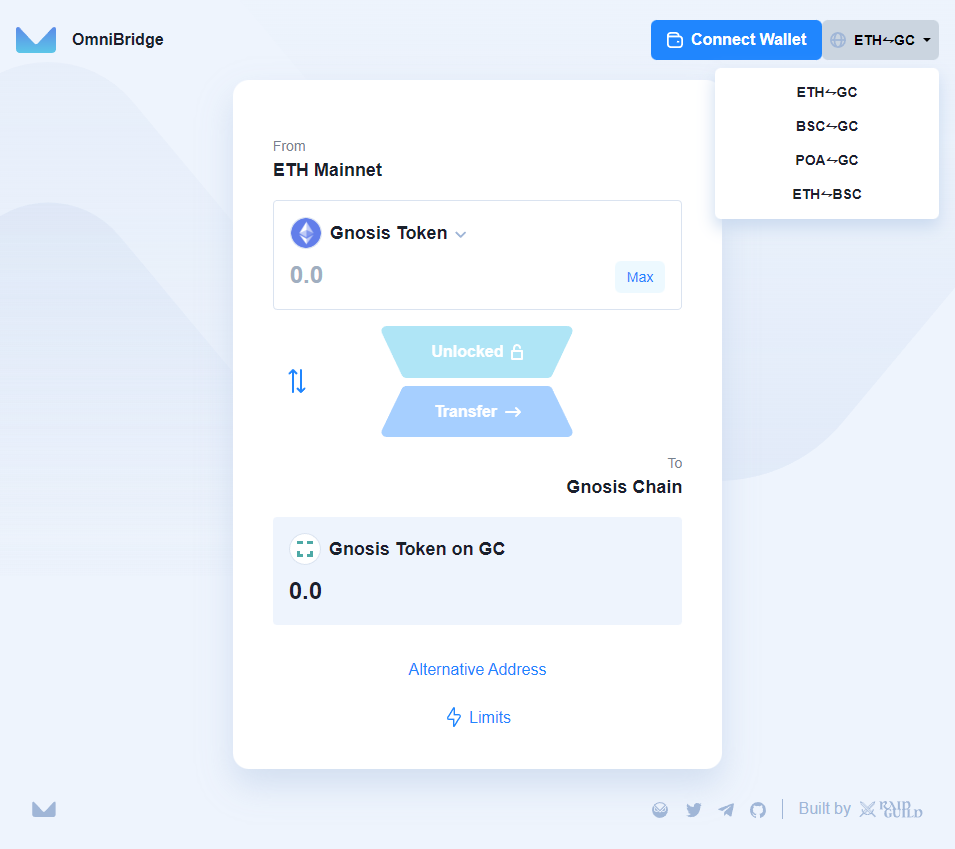 OmniBridge
Connect Wallet
ETH⇋GC
ETH⇋GC
BSC⇋GC
POA⇋GC
ETH⇋BSC
From
ETH Mainnet
Gnosis Token
0.0
Max
Unlocked
Transfer →
To
Gnosis Chain
Gnosis Token on GC
0.0
Alternative Address
Limits
Built by
RAID
GUILD